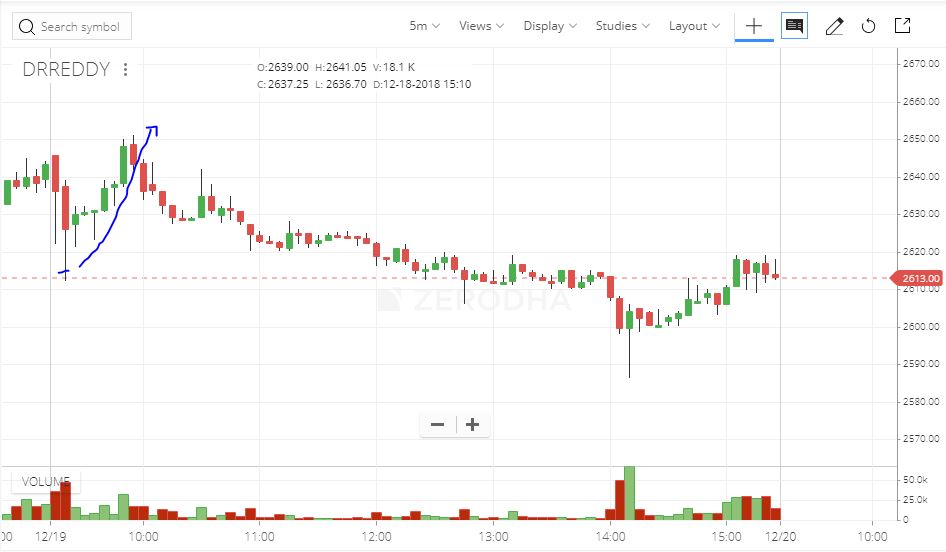 Search symbol 5m Views Display Studies Layout
DRREDDY
O:2639.00 H:2641.05 V:18.1 K
C:2637.25 L: 2636.70 D:12-18-2018 15:10
2670.00
2660.00
2650.00
2640.00
2630.00
2620.00
2613.00
2610.00
ZERODHA
2600.00
2590.00
2580.00
2570.00
VOLUME
50.0k
25.0k
0
:00 12/19 10:00 11:00 12:00 13:00 14:00 15:00 12/20 10:00